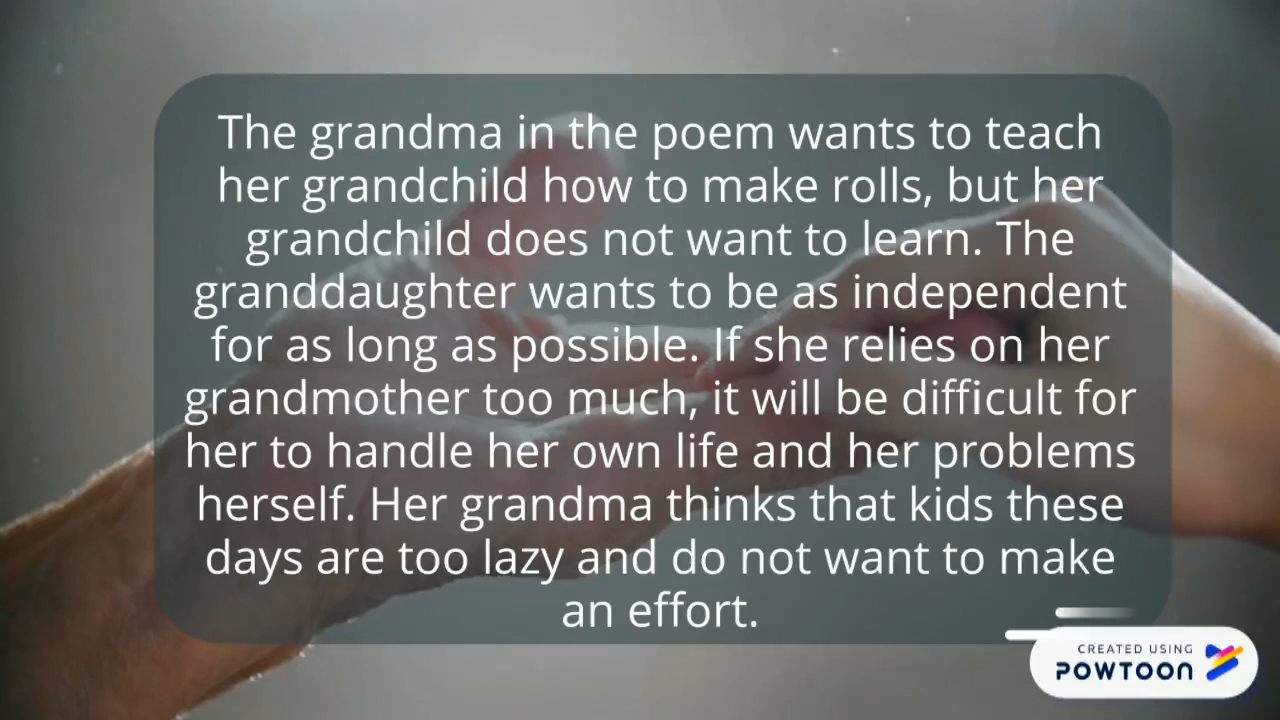 The grandma in the poem wants to teach
her grandchild how to make rolls, but her
grandchild does not want to learn. The
granddaughter wants to be as independent
for as long as possible. If she relies on her
grandmother too much, it will be difficult for
her to handle her own life and her problems
herself. Her grandma thinks that kids these
days are too lazy and do not want to make
an effort.
CREATED USING
POWTOON